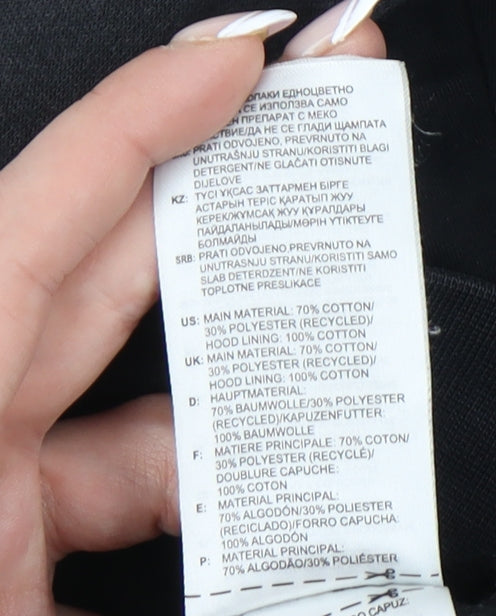 ОПАКИ ЕДНОЦВЕТНО
СЕ ИЗПОЛЗВА САМО
ЕН ПРЕПАРАТ С МЕКО
ТВИЕ/ДА НЕ СЕ ГЛАДИ ЩАМПАТА
PRATI ODVOJENO, PREVRNUTO NA
UNUTRAŠNJU STRANU/KORISTITI BLAGI
DETERGENT/NE GLAČATI OTISNUTE
DIJELOVE
KZ: ТҮСІ ҰҚСАС ЗАТТАРМЕН БІРГЕ
АСТАРЫН ТЕРІС ҚАРАТЫП ЖУУ
КЕРЕК/ЖҰМСАҚ ЖУУ ҚҰРАЛДАРЫ
ПАЙДАЛАНЫЛАДЫ/МӨРІН ҮТІКТЕУГЕ
БОЛМАЙДЫ
SRB: PRATI ODVOJENO,PREVRNUTO NA
UNUTRASNJU STRANU/KORISTITI SAMO
SLAB DETERDZENT/NE KORISTITI
TOPLOTNE PRESLIKACE
US: MAIN MATERIAL: 70% COTTON/
30% POLYESTER (RECYCLED)/
HOOD LINING: 100% COTTON
UK: MAIN MATERIAL: 70% COTTON/
30% POLYESTER (RECYCLED)/
HOOD LINING: 100% COTTON
D: HAUPTMATERIAL:
70% BAUMWOLLE/30% POLYESTER
(RECYCLED)/KAPUZENFUTTER:
100% BAUMWOLLE
F: MATIERE PRINCIPALE: 70% COTON/
30% POLYESTER (RECYCLÉ)/
DOUBLURE CAPUCHE:
100% COTON
E: MATERIAL PRINCIPAL:
70% ALGODÓN/30% POLIESTER
(RECICLADO)/FORRO CAPUCHA:
100% ALGODÓN
P: MATERIAL PRINCIPAL:
70% ALGODÃO/30% POLIÉSTER
CAPUZ: